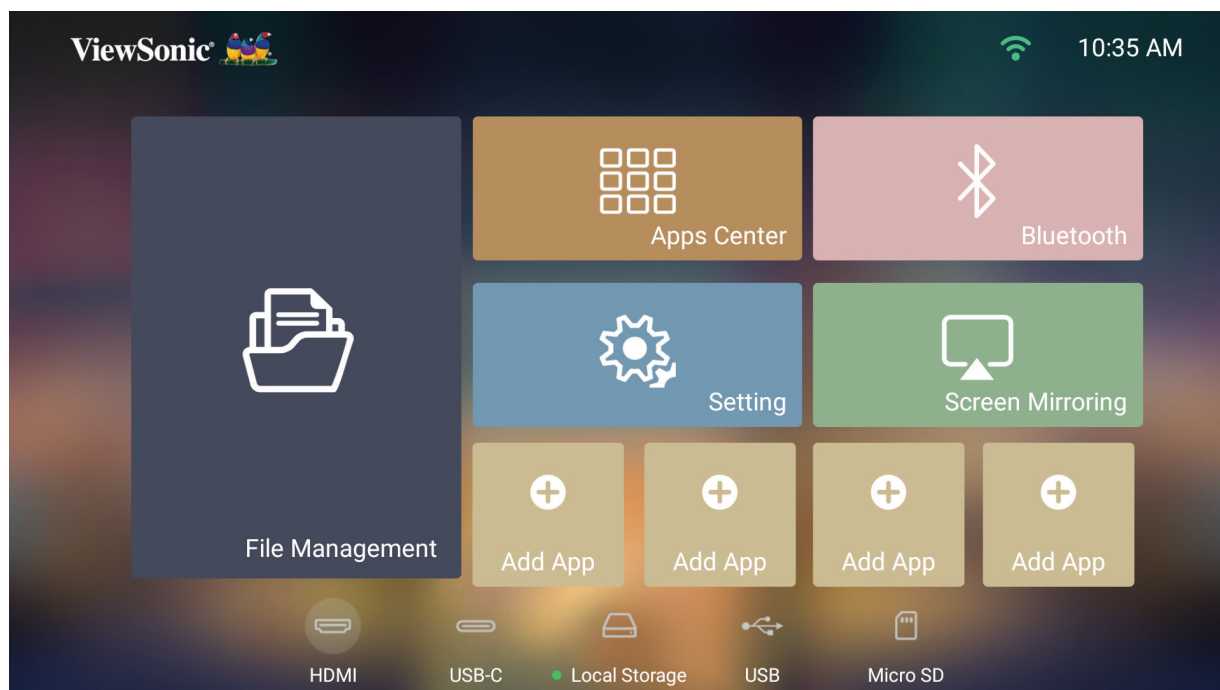 ViewSonic®
10:35 AM
Apps Center
Bluetooth
Setting
Screen Mirroring
File Management
Add App
Add App
Add App
Add App
HDMI
USB-C
Local Storage
USB
Micro SD